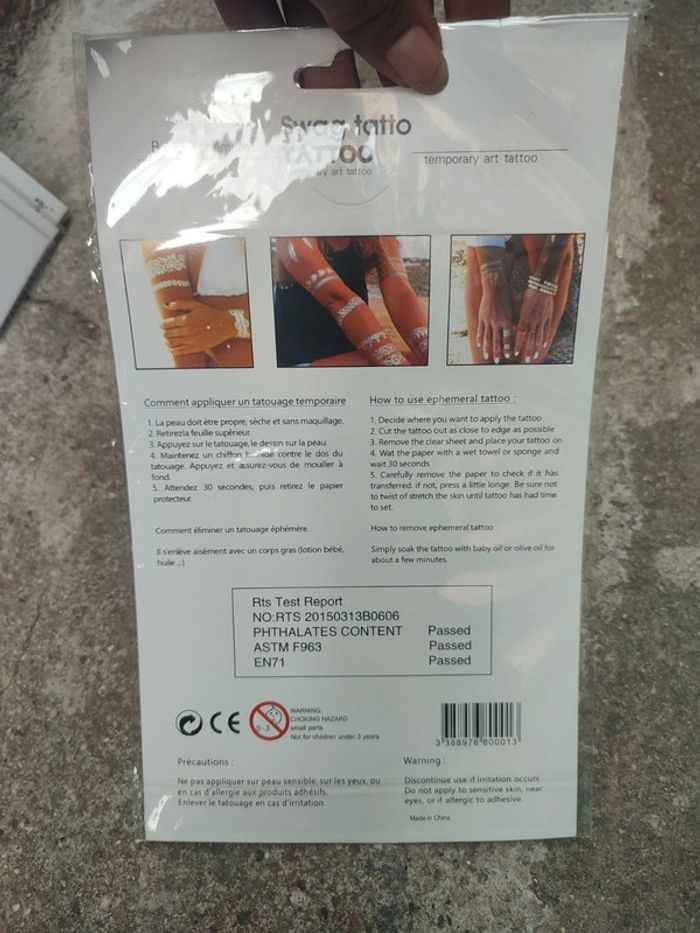 Swag tatto
TATTOO
temporary art tattoo
temporary art tattoo
Comment appliquer un tatouage temporaire
1. La peau doit être propre, sèche et sans maquillage.
2. Retirezla feuille supérieur.
3. Appuyez sur le tatouage, le dessin sur la peau.
4. Maintenez un chiffon humide contre le dos du
tatouage. Appuyez et assurez-vous de mouiller à
fond.
5. Attendez 30 secondes, puis retirez le papier
protecteur.
Comment éliminer un tatouage éphémère.
Il s'enlève aisément avec un corps gras (lotion bébé,
huile ...)
How to use ephemeral tattoo :
1. Decide where you want to apply the tattoo
2. Cut the tattoo out as close to edge as possible
3. Remove the clear sheet and place your tattoo on
4. Wat the paper with a wet towel or sponge and
wait 30 seconds
5. Carefully remove the paper to check if it has
transferred. if not, press a little longe. Be sure not
to twist of stretch the skin until tattoo has had time
to set.
How to remove ephemeral tattoo :
Simply soak the tattoo with baby oil or olive oil for
about a few minutes.
Rts Test Report
NO:RTS 20150313B0606
PHTHALATES CONTENT Passed
ASTM F963 Passed
EN71 Passed
CE
0-3
WARNING:
CHOKING HAZARD
small parts
Not for children under 3 years
3 388976 800013
Précautions :
Ne pas appliquer sur peau sensible, sur les yeux, ou
en cas d'allergie aux produits adhésifs.
Enlever le tatouage en cas d'irritation.
Warning :
Discontinue use if irritation occurs
Do not apply to sensitive skin, near
eyes, or if allergic to adhesive.
Made in China